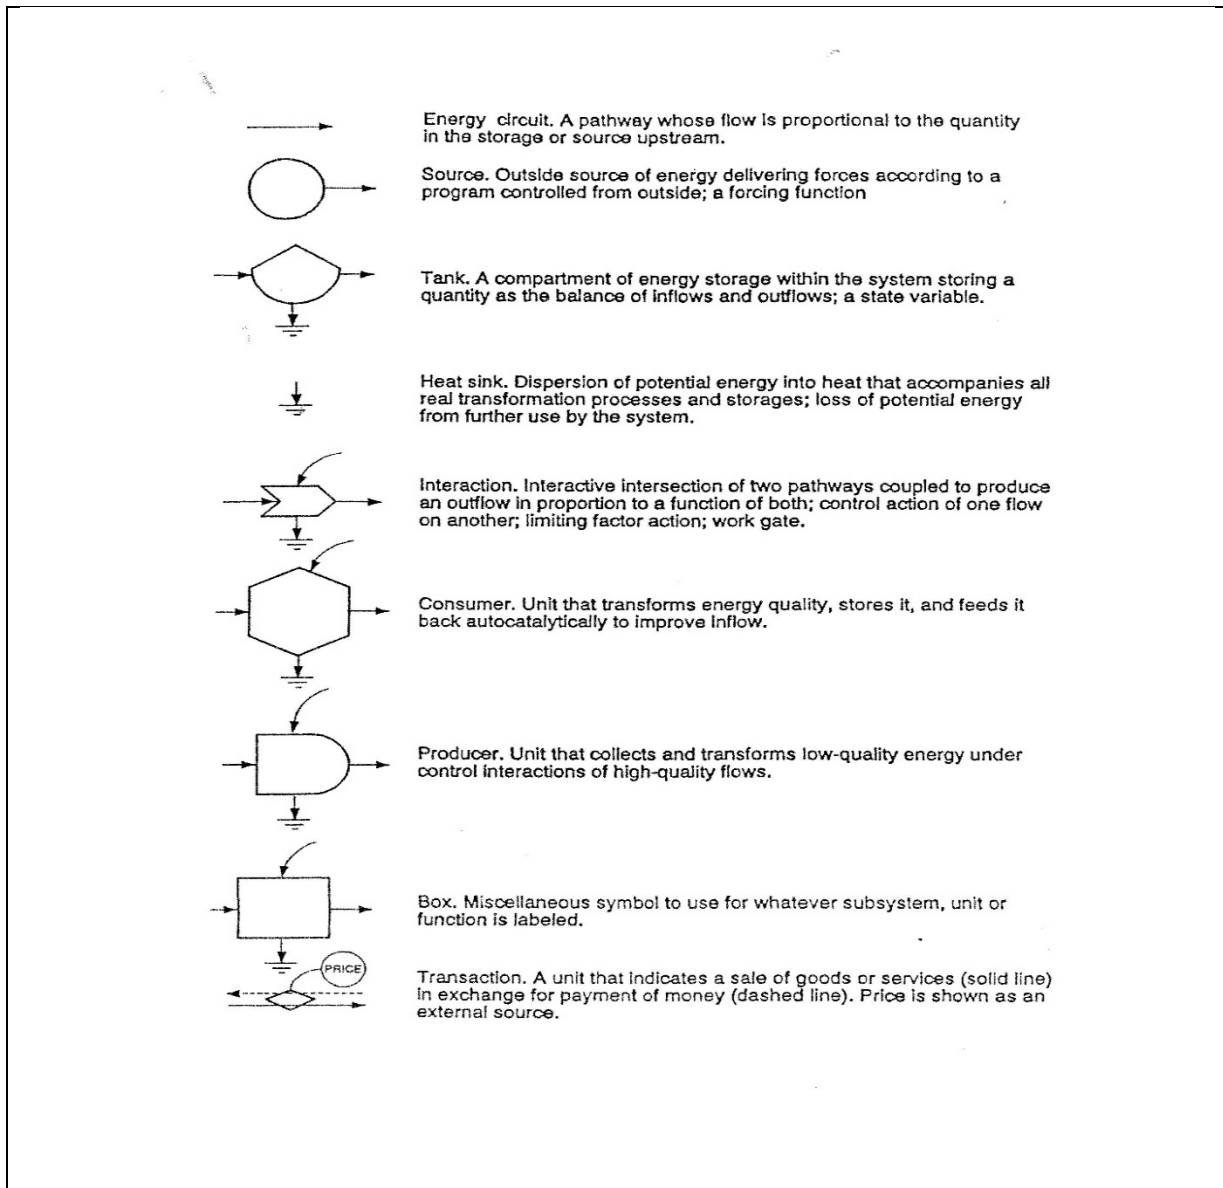 Energy circuit. A pathway whose flow is proportional to the quantity
in the storage or source upstream.
Source. Outside source of energy delivering forces according to a
program controlled from outside; a forcing function
Tank. A compartment of energy storage within the system storing a
quantity as the balance of inflows and outflows; a state variable.
Heat sink. Dispersion of potential energy into heat that accompanies all
real transformation processes and storages; loss of potential energy
from further use by the system.
Interaction. Interactive intersection of two pathways coupled to produce
an outflow in proportion to a function of both; control action of one flow
on another; limiting factor action; work gate.
Consumer. Unit that transforms energy quality, stores it, and feeds it
back autocatalytically to improve inflow.
Producer. Unit that collects and transforms low-quality energy under
control interactions of high-quality flows.
Box. Miscellaneous symbol to use for whatever subsystem, unit or
function is labeled.
PRICE
Transaction. A unit that indicates a sale of goods or services (solid line)
in exchange for payment of money (dashed line). Price is shown as an
external source.